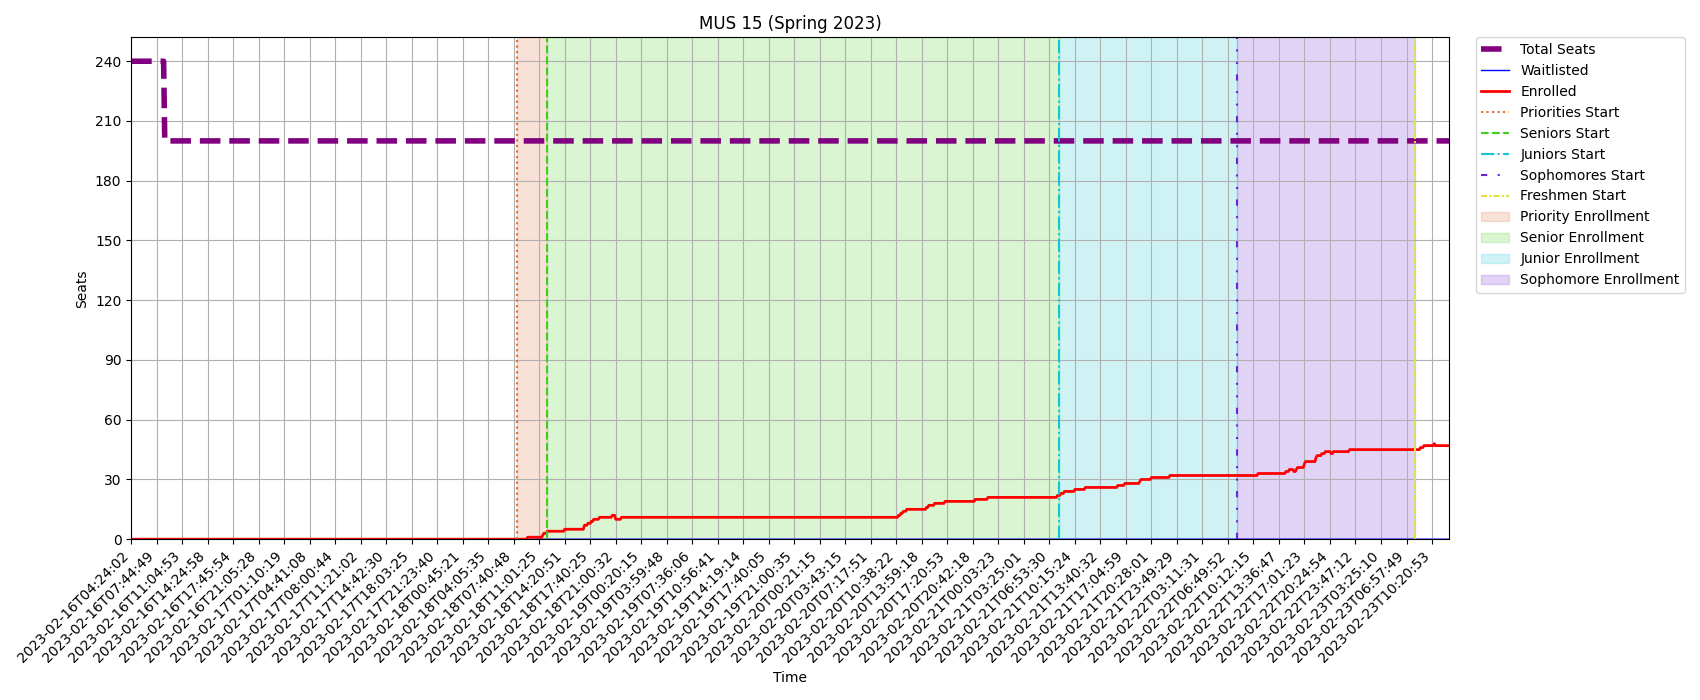 MUS 15 (Spring 2023)
Seats
240
210
180
150
120
90
60
30
0
2023-02-16T04:24:02
2023-02-16T07:44:49
2023-02-16T11:04:53
2023-02-16T14:24:58
2023-02-16T17:45:54
2023-02-16T21:05:28
2023-02-17T01:10:19
2023-02-17T04:41:08
2023-02-17T08:00:44
2023-02-17T11:21:02
2023-02-17T14:42:30
2023-02-17T18:03:25
2023-02-17T21:23:40
2023-02-18T00:45:21
2023-02-18T04:05:35
2023-02-18T07:40:48
2023-02-18T11:01:25
2023-02-18T14:20:51
2023-02-18T17:40:25
2023-02-18T21:00:32
2023-02-19T00:20:15
2023-02-19T03:59:48
2023-02-19T07:36:06
2023-02-19T10:56:41
2023-02-19T14:19:14
2023-02-19T17:40:05
2023-02-19T21:00:35
2023-02-20T00:21:15
2023-02-20T03:43:15
2023-02-20T07:17:51
2023-02-20T10:38:22
2023-02-20T13:59:18
2023-02-20T17:20:53
2023-02-20T20:42:18
2023-02-21T00:03:23
2023-02-21T03:25:01
2023-02-21T06:53:30
2023-02-21T10:15:24
2023-02-21T13:40:32
2023-02-21T17:04:59
2023-02-21T20:28:01
2023-02-21T23:49:29
2023-02-22T03:11:31
2023-02-22T06:49:52
2023-02-22T10:12:15
2023-02-22T13:36:47
2023-02-22T17:01:23
2023-02-22T20:24:54
2023-02-22T23:47:12
2023-02-23T03:25:10
2023-02-23T06:57:49
2023-02-23T10:20:53
Time
Total Seats
Waitlisted
Enrolled
Priorities Start
Seniors Start
Juniors Start
Sophomores Start
Freshmen Start
Priority Enrollment
Senior Enrollment
Junior Enrollment
Sophomore Enrollment